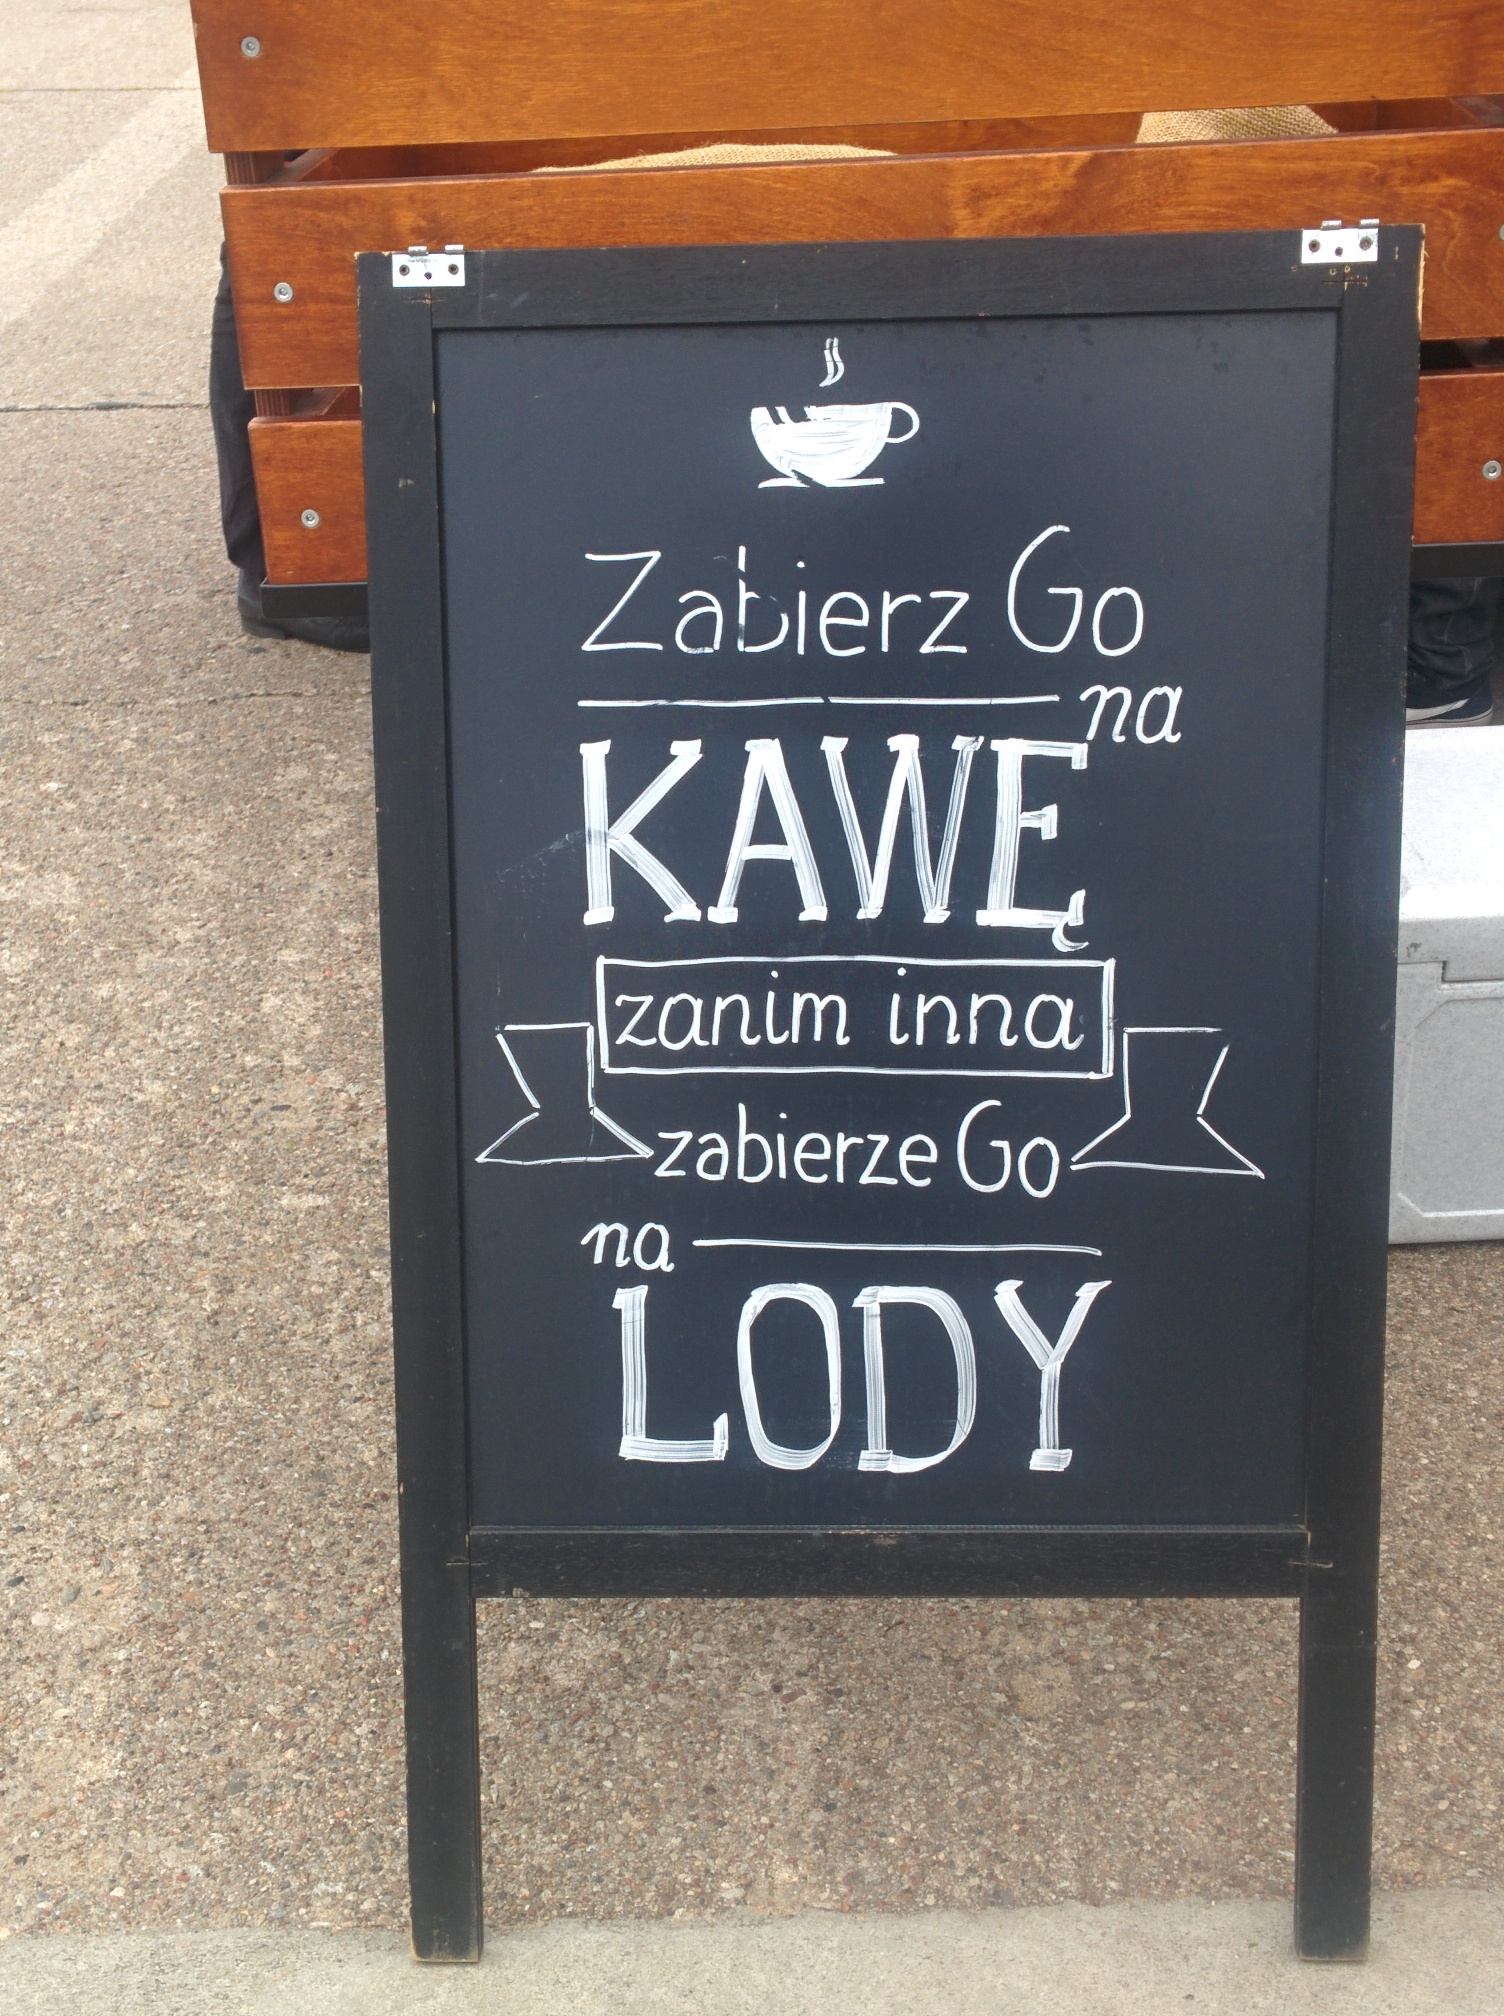 Zabierz Go
na
KAWĘ
zanim inna
zabierze Go
na
LODY